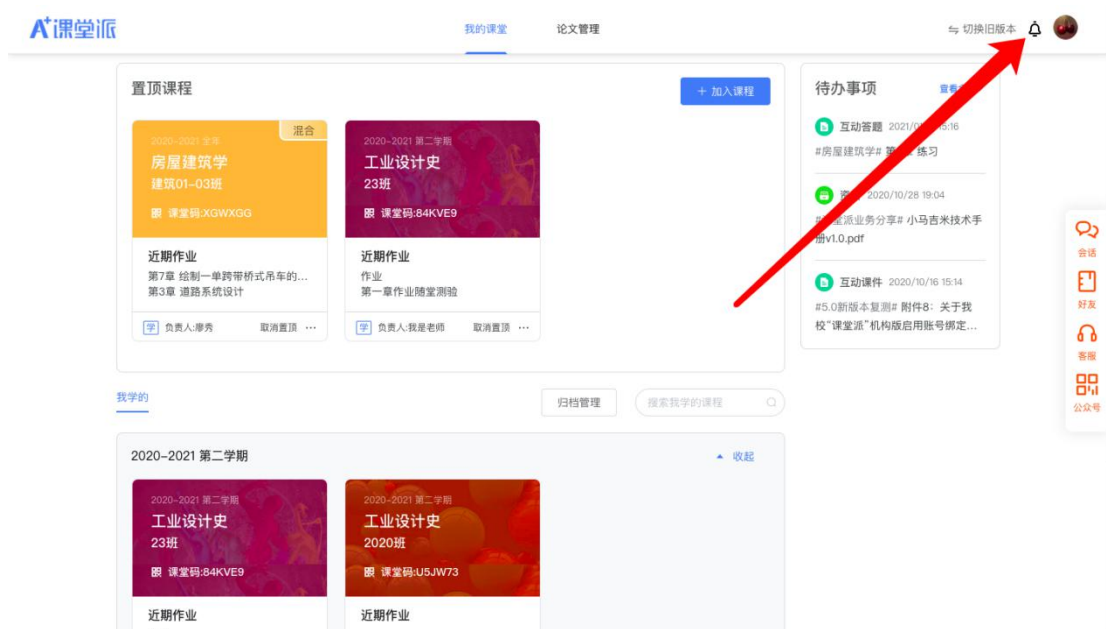 A+课堂派
我的课堂
论文管理
切换旧版本
置顶课程
+ 加入课程
2020-2021 全年
混合
房屋建筑学
建筑01-03班
课堂码:XGWXGG
近期作业
第7章 绘制一单跨带桥式吊车的...
第3章 道路系统设计
学 负责人:廖秀
取消置顶 ...
2020-2021 第二学期
工业设计史
23班
课堂码:84KVE9
近期作业
作业
第一章作业随堂测验
学 负责人:我是老师
取消置顶 ...
待办事项
查看
互动答题 2021/0 5:16
#房屋建筑学# 第 练习
2020/10/28 19:04
派业务分享# 小马吉米技术手
册v1.0.pdf
互动课件 2020/10/16 15:14
#5.0新版本复测# 附件8：关于我
校“课堂派”机构版启用账号绑定...
会话
好友
客服
公众号
我学的
归档管理
搜索我学的课程
2020-2021 第二学期
收起
2020-2021 第二学期
工业设计史
23班
课堂码:84KVE9
近期作业
2020-2021 第二学期
工业设计史
2020班
课堂码:U5JW73
近期作业